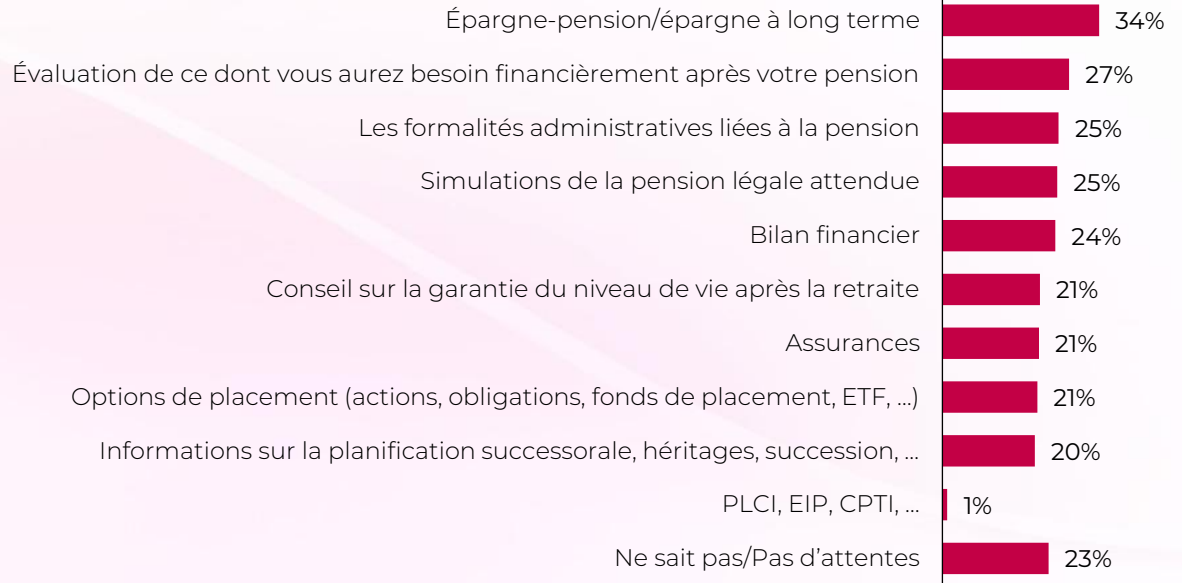 Épargne-pension/épargne à long terme 34%
Évaluation de ce dont vous aurez besoin financièrement après votre pension 27%
Les formalités administratives liées à la pension 25%
Simulations de la pension légale attendue 25%
Bilan financier 24%
Conseil sur la garantie du niveau de vie après la retraite 21%
Assurances 21%
Options de placement (actions, obligations, fonds de placement, ETF, ...) 21%
Informations sur la planification successorale, héritages, succession, ... 20%
PLCI, EIP, CPTI, ... 1%
Ne sait pas/Pas d’attentes 23%